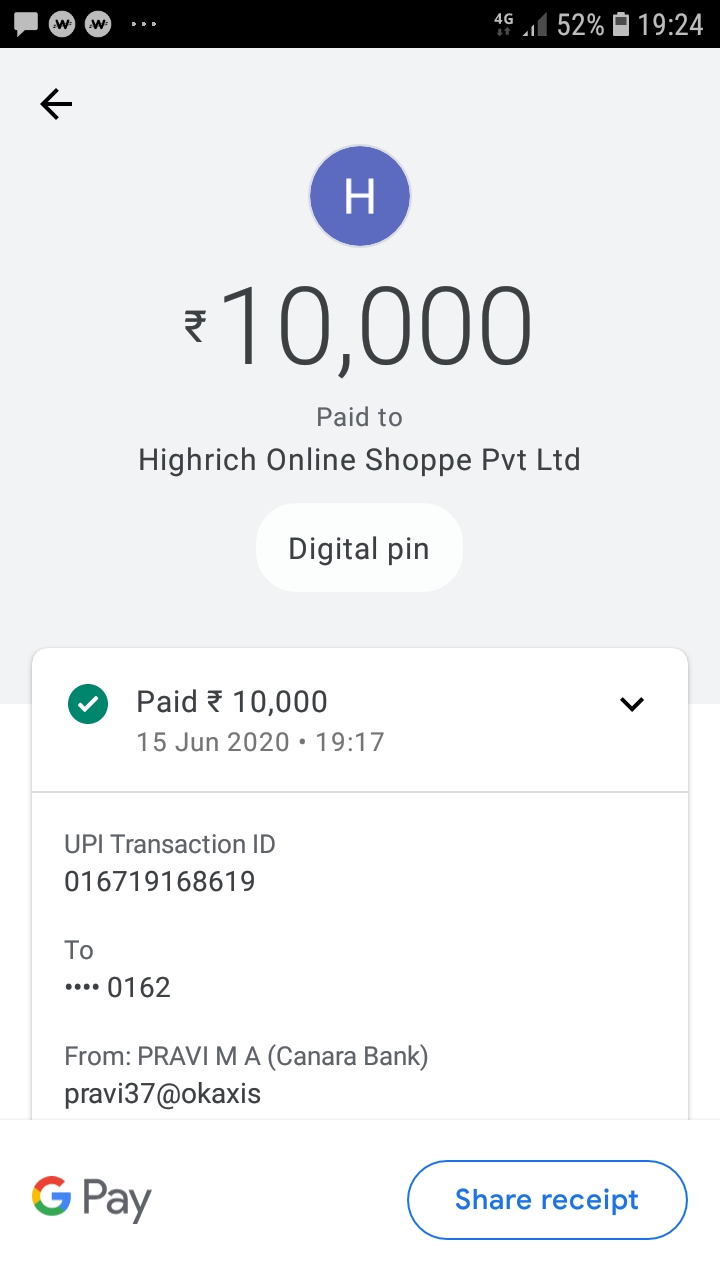 4G 52% 19:24
H
₹10,000
Paid to
Highrich Online Shoppe Pvt Ltd
Digital pin
Paid ₹ 10,000
15 Jun 2020 • 19:17
UPI Transaction ID
016719168619
To
•••• 0162
From: PRAVI M A (Canara Bank)
pravi37@okaxis
G Pay
Share receipt